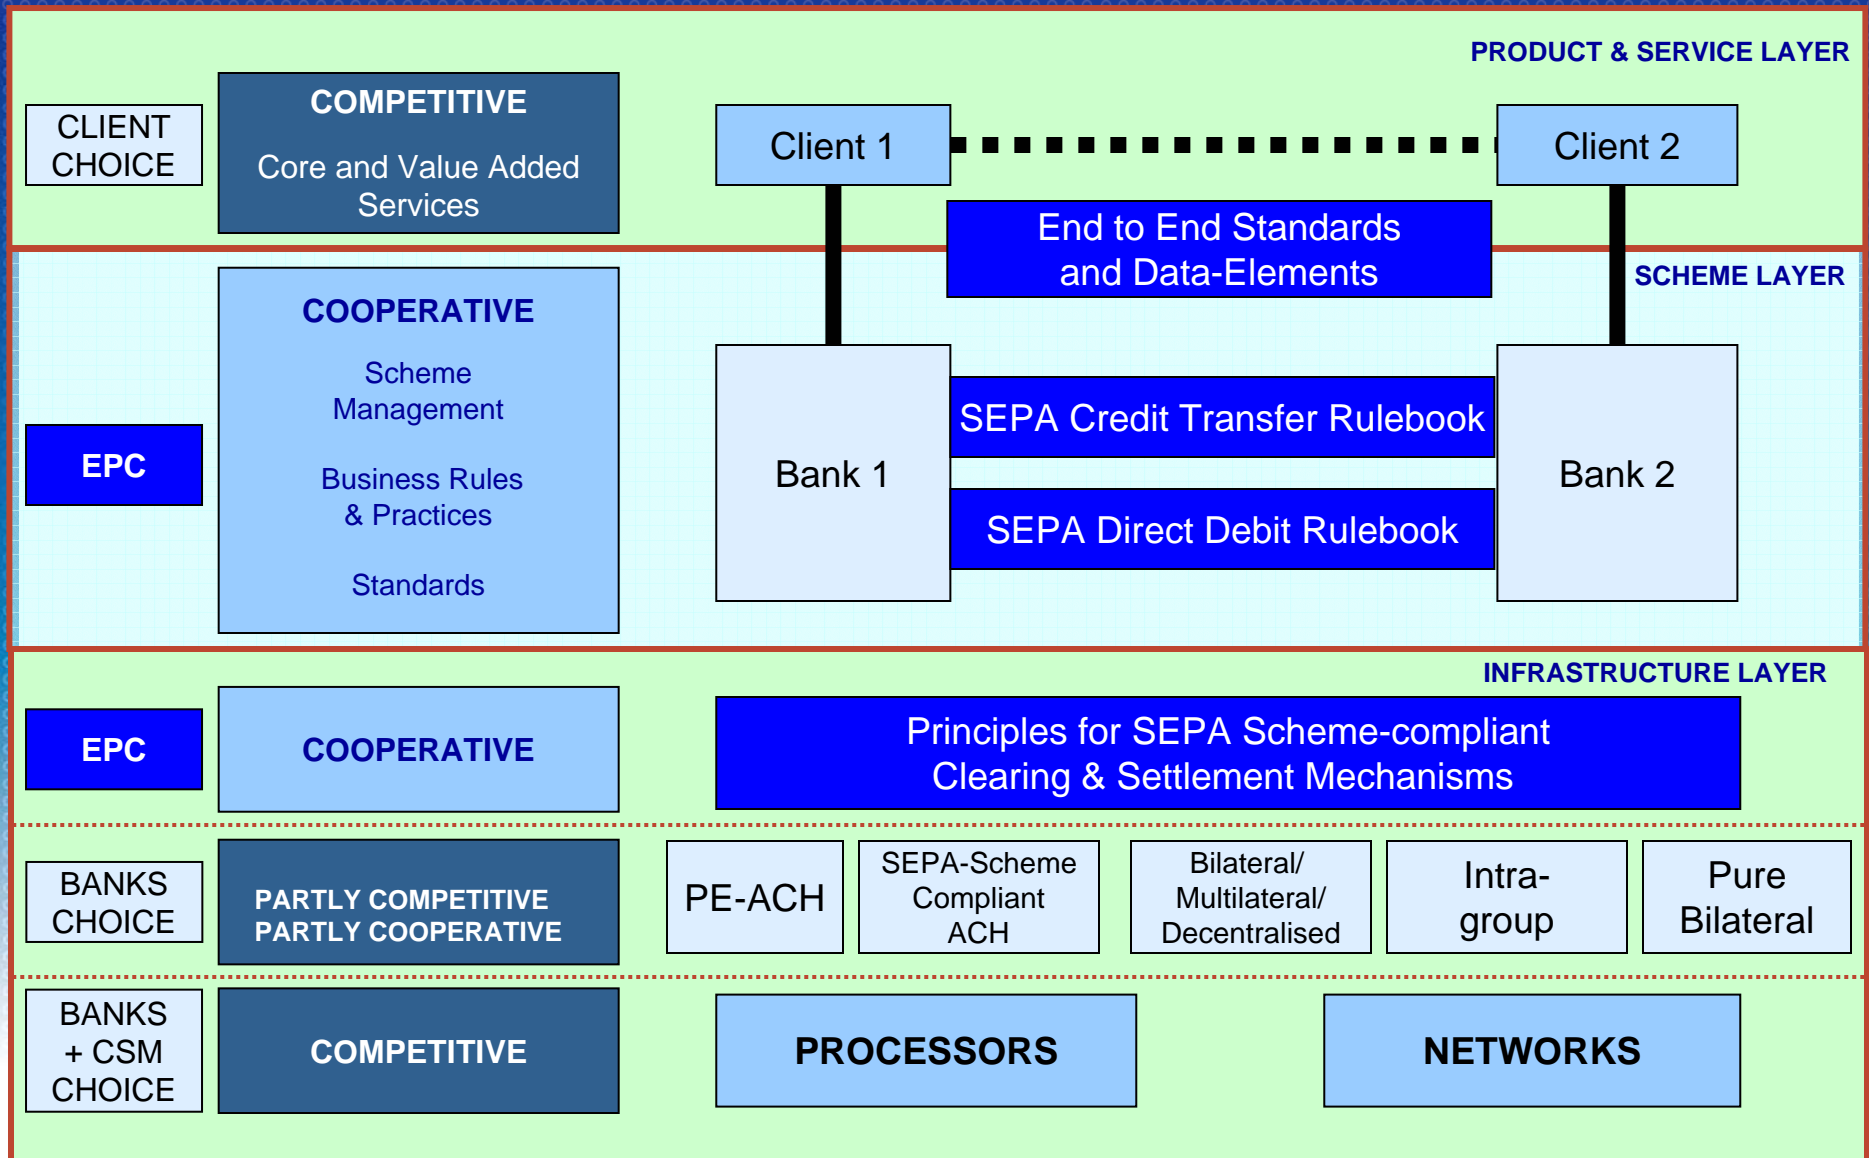 PRODUCT & SERVICE LAYER
CLIENT
CHOICE
COMPETITIVE
Core and Value Added
Services
Client 1
Client 2
End to End Standards
and Data-Elements
SCHEME LAYER
EPC
COOPERATIVE
Scheme
Management
Business Rules
& Practices
Standards
Bank 1
SEPA Credit Transfer Rulebook
SEPA Direct Debit Rulebook
Bank 2
INFRASTRUCTURE LAYER
EPC
COOPERATIVE
Principles for SEPA Scheme-compliant
Clearing & Settlement Mechanisms
BANKS
CHOICE
PARTLY COMPETITIVE
PARTLY COOPERATIVE
PE-ACH
SEPA-Scheme
Compliant
ACH
Bilateral/
Multilateral/
Decentralised
Intra-
group
Pure
Bilateral
BANKS
+ CSM
CHOICE
COMPETITIVE
PROCESSORS
NETWORKS